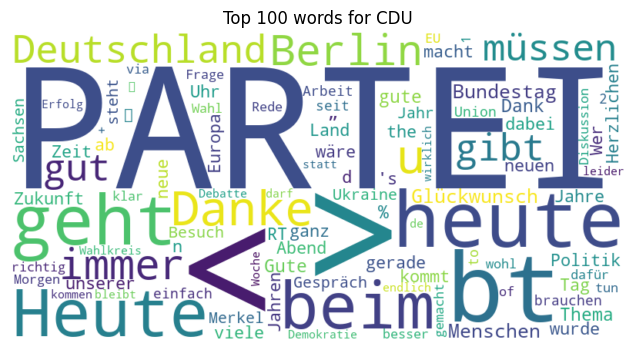 Top 100 words for CDU
Deutschland Berlin EU macht 1 müssen
PARTEI
via Frage Arbeit seit gute Bundestag 2
Erfolg steht Uhr Wahl Rede „ Jahr Union Dank Wer
Sachsen + ab Europa Land the dabei Diskussion Herzlichen
Zeit gut neue wäre d 's u wirklich gibt neuen leider
Zukunft klar Debatte statt darf Ukraine Glückwunsch Jahre
geht Danke % de heute
Besuch RT ganz
Wahlkreis n Abend < > to wohl Politik
richtig immer Woche Gute gerade kommt bt dafür
Morgen unserer Jahren Gespräch endlich of Tag tun
kommen bleibt einfach beim gemacht brauchen Thema
Heute Merkel viele Demokratie besser Menschen wurde